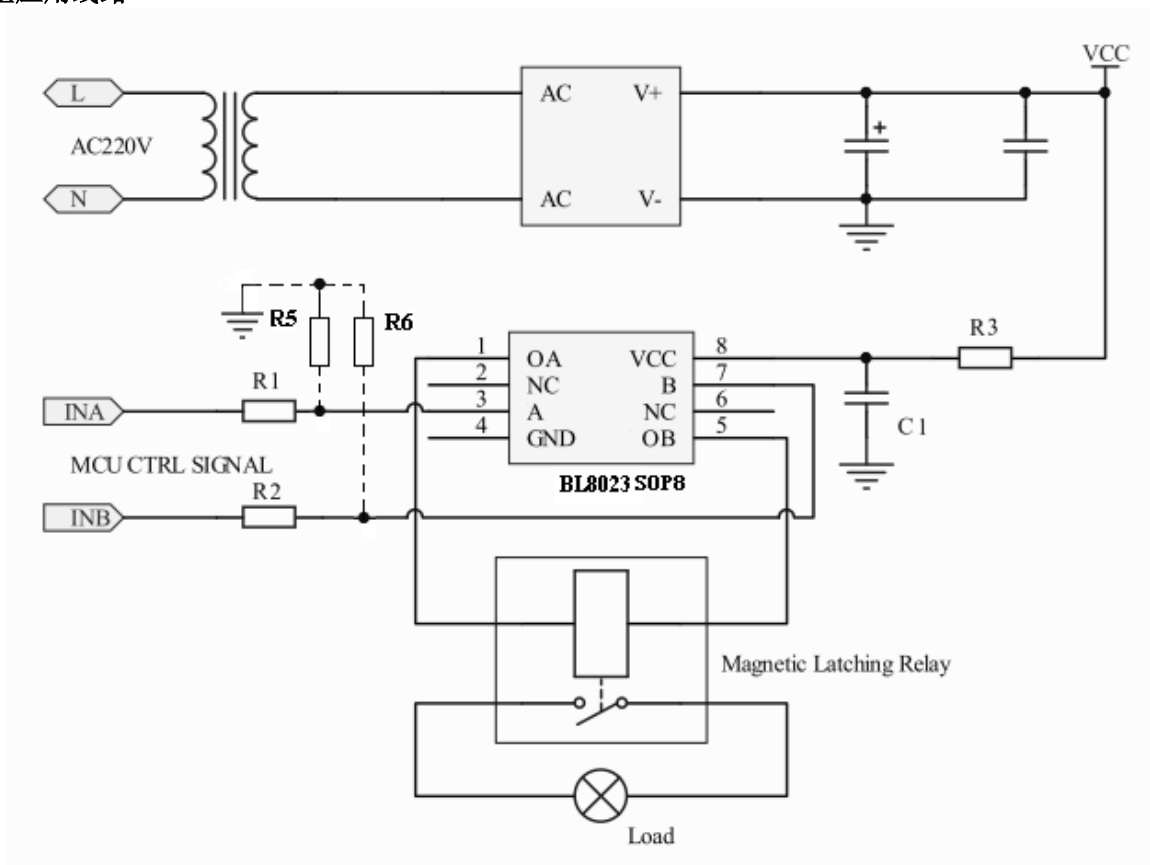 VCC
L
AC V+
AC220V
N
AC V-
R5
R6
R3
1
OA
VCC
8
2
NC
B
7
R1
INA
3
A
NC
6
4
GND
OB
5
C1
MCU CTRL SIGNAL
BL8023 SOP8
R2
INB
+
Magnetic Latching Relay
Load